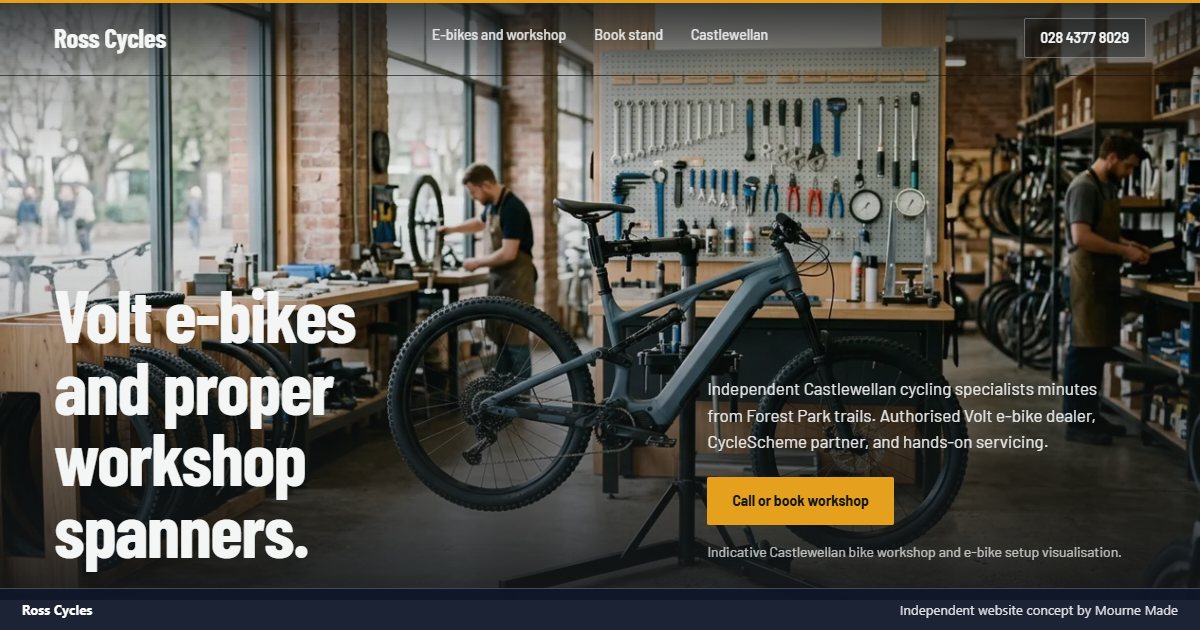 Ross Cycles
E-bikes and workshop
Book stand
Castlewellan
028 4377 8029
Volt e-bikes
and proper
workshop
spanners.
Independent Castlewellan cycling specialists minutes
from Forest Park trails. Authorised Volt e-bike dealer,
CycleScheme partner, and hands-on servicing.
Call or book workshop
Indicative Castlewellan bike workshop and e-bike setup visualisation.
Ross Cycles
Independent website concept by Mourne Made